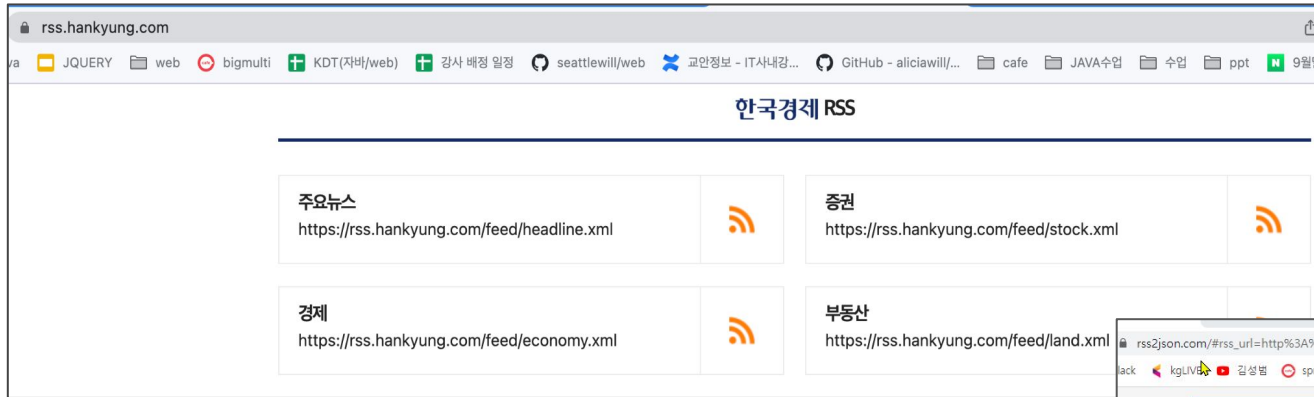 rss.hankyung.com
va JQUERY web bigmulti KDT(자바/web) 강사 배정 일정 seattlewill/web 교안정보 - IT사내강... GitHub - aliciawill/... cafe JAVA수업 수업 ppt 9월
한국경제 RSS
주요뉴스
https://rss.hankyung.com/feed/headline.xml
증권
https://rss.hankyung.com/feed/stock.xml
경제
https://rss.hankyung.com/feed/economy.xml
부동산
https://rss.hankyung.com/feed/land.xml
rss2json.com/#rss_url=http%3A%
lack kgLIVE 김성범 sp